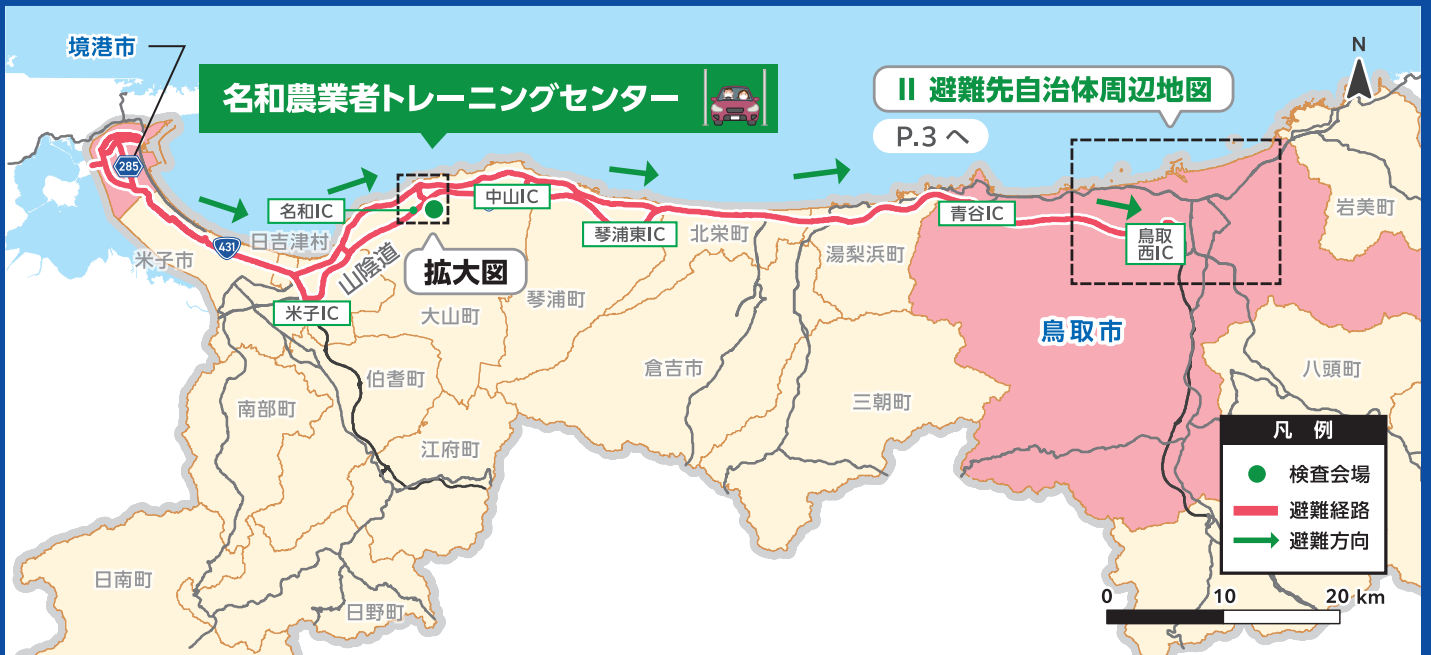 境港市
名和農業者トレーニングセンター
II 避難先自治体周辺地図
P.3 へ
N
285
名和IC
中山IC
青谷IC
岩美町
431
日吉津村
琴浦東IC
北栄町
鳥取
西IC
米子市
山陰道
拡大図
湯梨浜町
米子IC
大山町
琴浦町
鳥取市
伯耆町
倉吉市
八頭町
南部町
三朝町
江府町
凡 例
検査会場
避難経路
避難方向
日南町
日野町
0 10 20 km